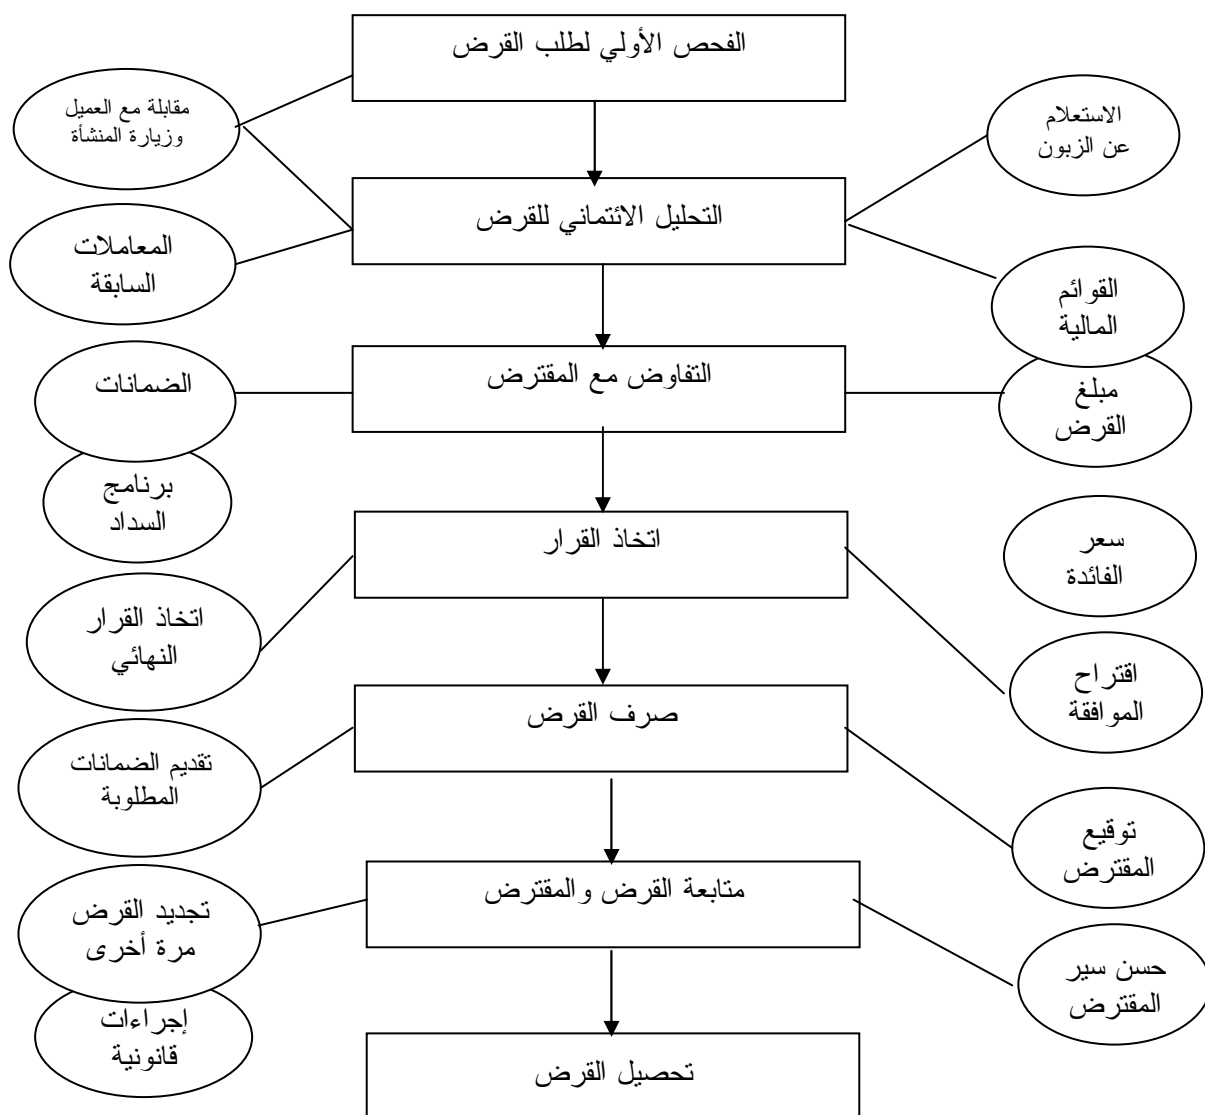 الفحص الأولي لطلب القرض
مقابلة مع العميل
وزيارة المنشأة
الاستعلام
عن الزبون
التحليل الائتماني للقرض
المعاملات
السابقة
القوائم
المالية
التفاوض مع المقترض
الضمانات
مبلغ
القرض
برنامج
السداد
اتخاذ القرار
سعر
الفائدة
اتخاذ القرار
النهائي
اقتراح
الموافقة
صرف القرض
تقديم الضمانات
المطلوبة
توقيع
المقترض
متابعة القرض والمقترض
تجديد القرض
مرة أخرى
حسن سير
المقترض
إجراءات
قانونية
تحصيل القرض